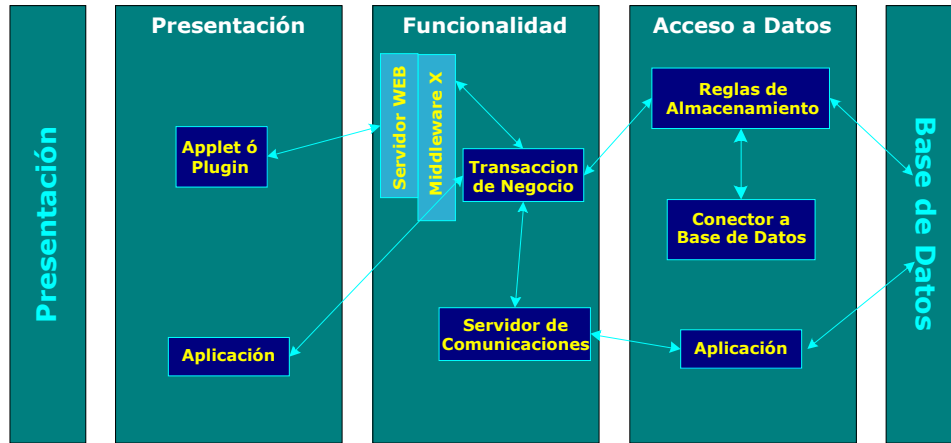 Presentación
Presentación
Applet ó
Plugin
Aplicación
Funcionalidad
Servidor WEB
Middleware X
Transaccion
de Negocio
Servidor de
Comunicaciones
Acceso a Datos
Reglas de
Almacenamiento
Conector a
Base de Datos
Aplicación
Base de Datos